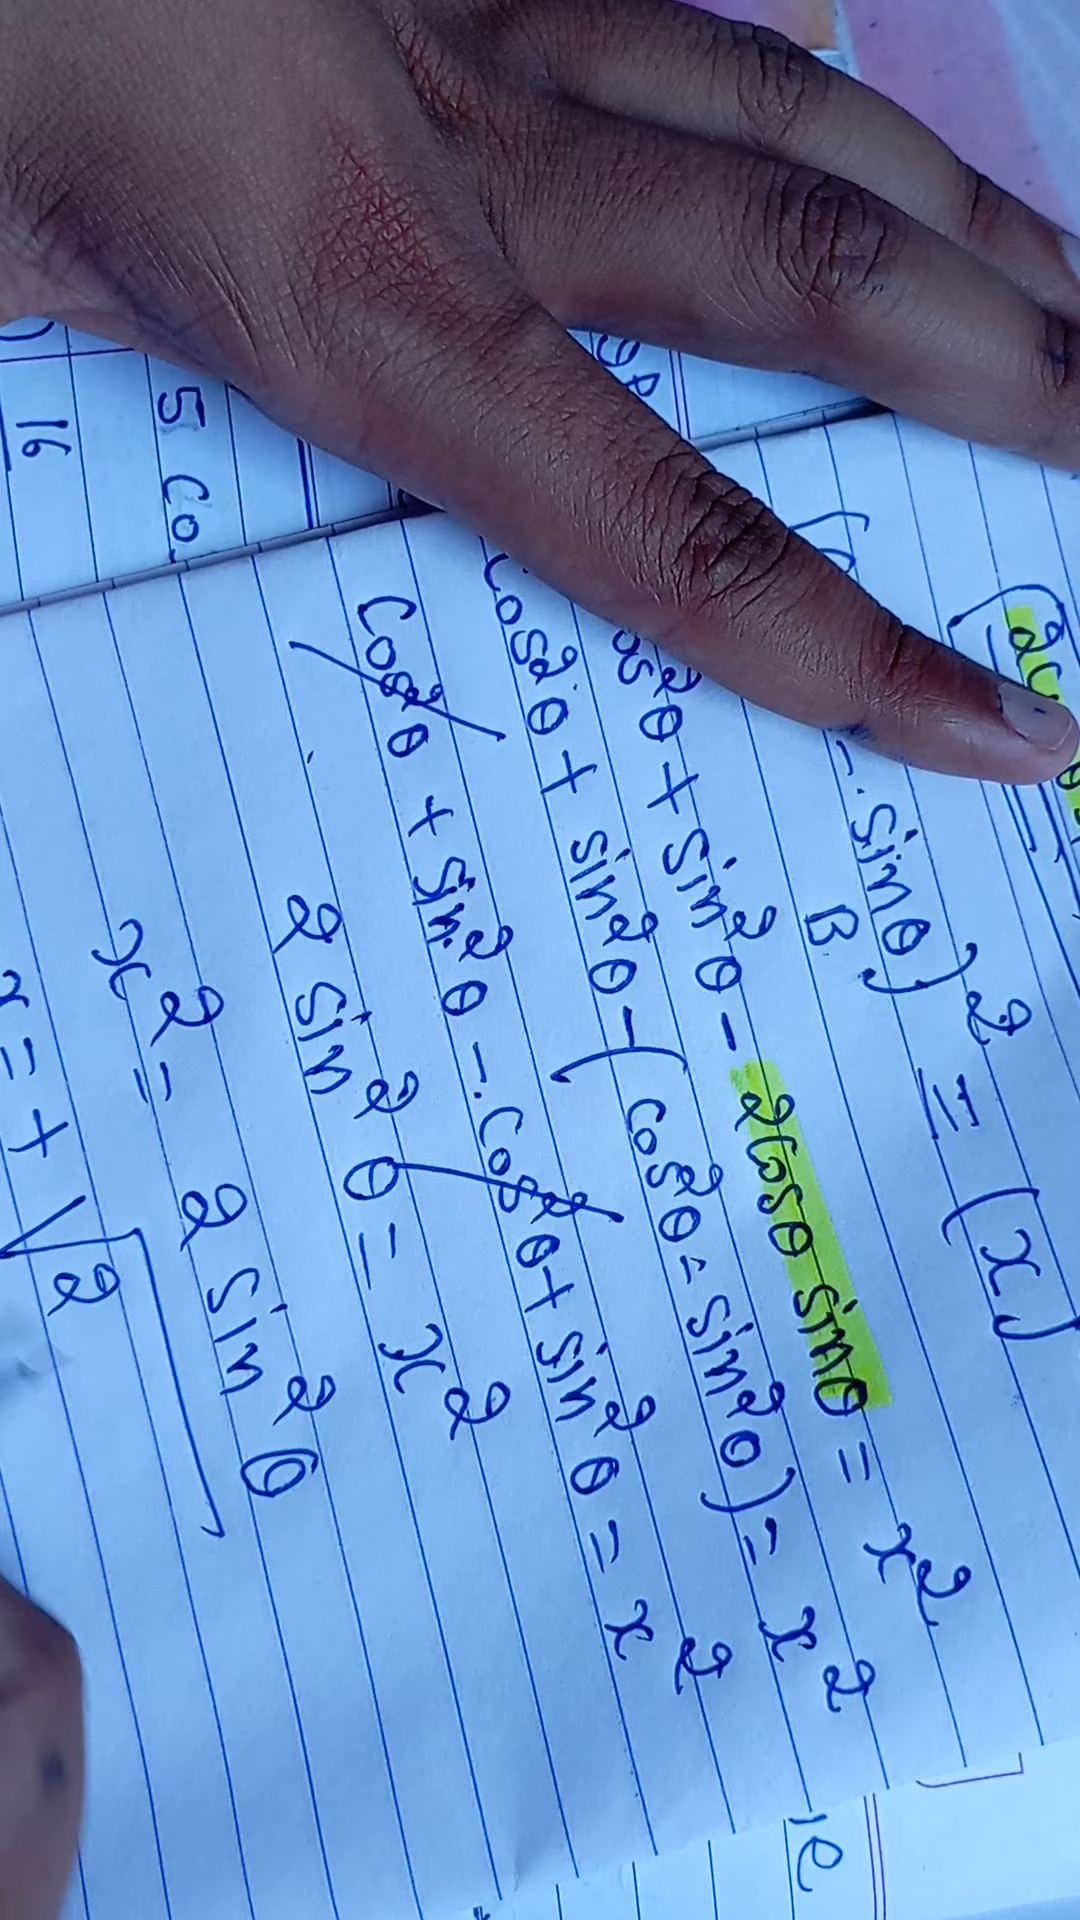 (cosθ - sinθ)² = (x)
B
cos²θ + sin²θ - 2cosθ sinθ = x²
cos²θ + sin²θ - (cos²θ - sin²θ) = x²
cos²θ + sin²θ - cos²θ + sin²θ = x²
2 sin²θ = x²
x² = 2 sin²θ
x = + √2
5 co
16